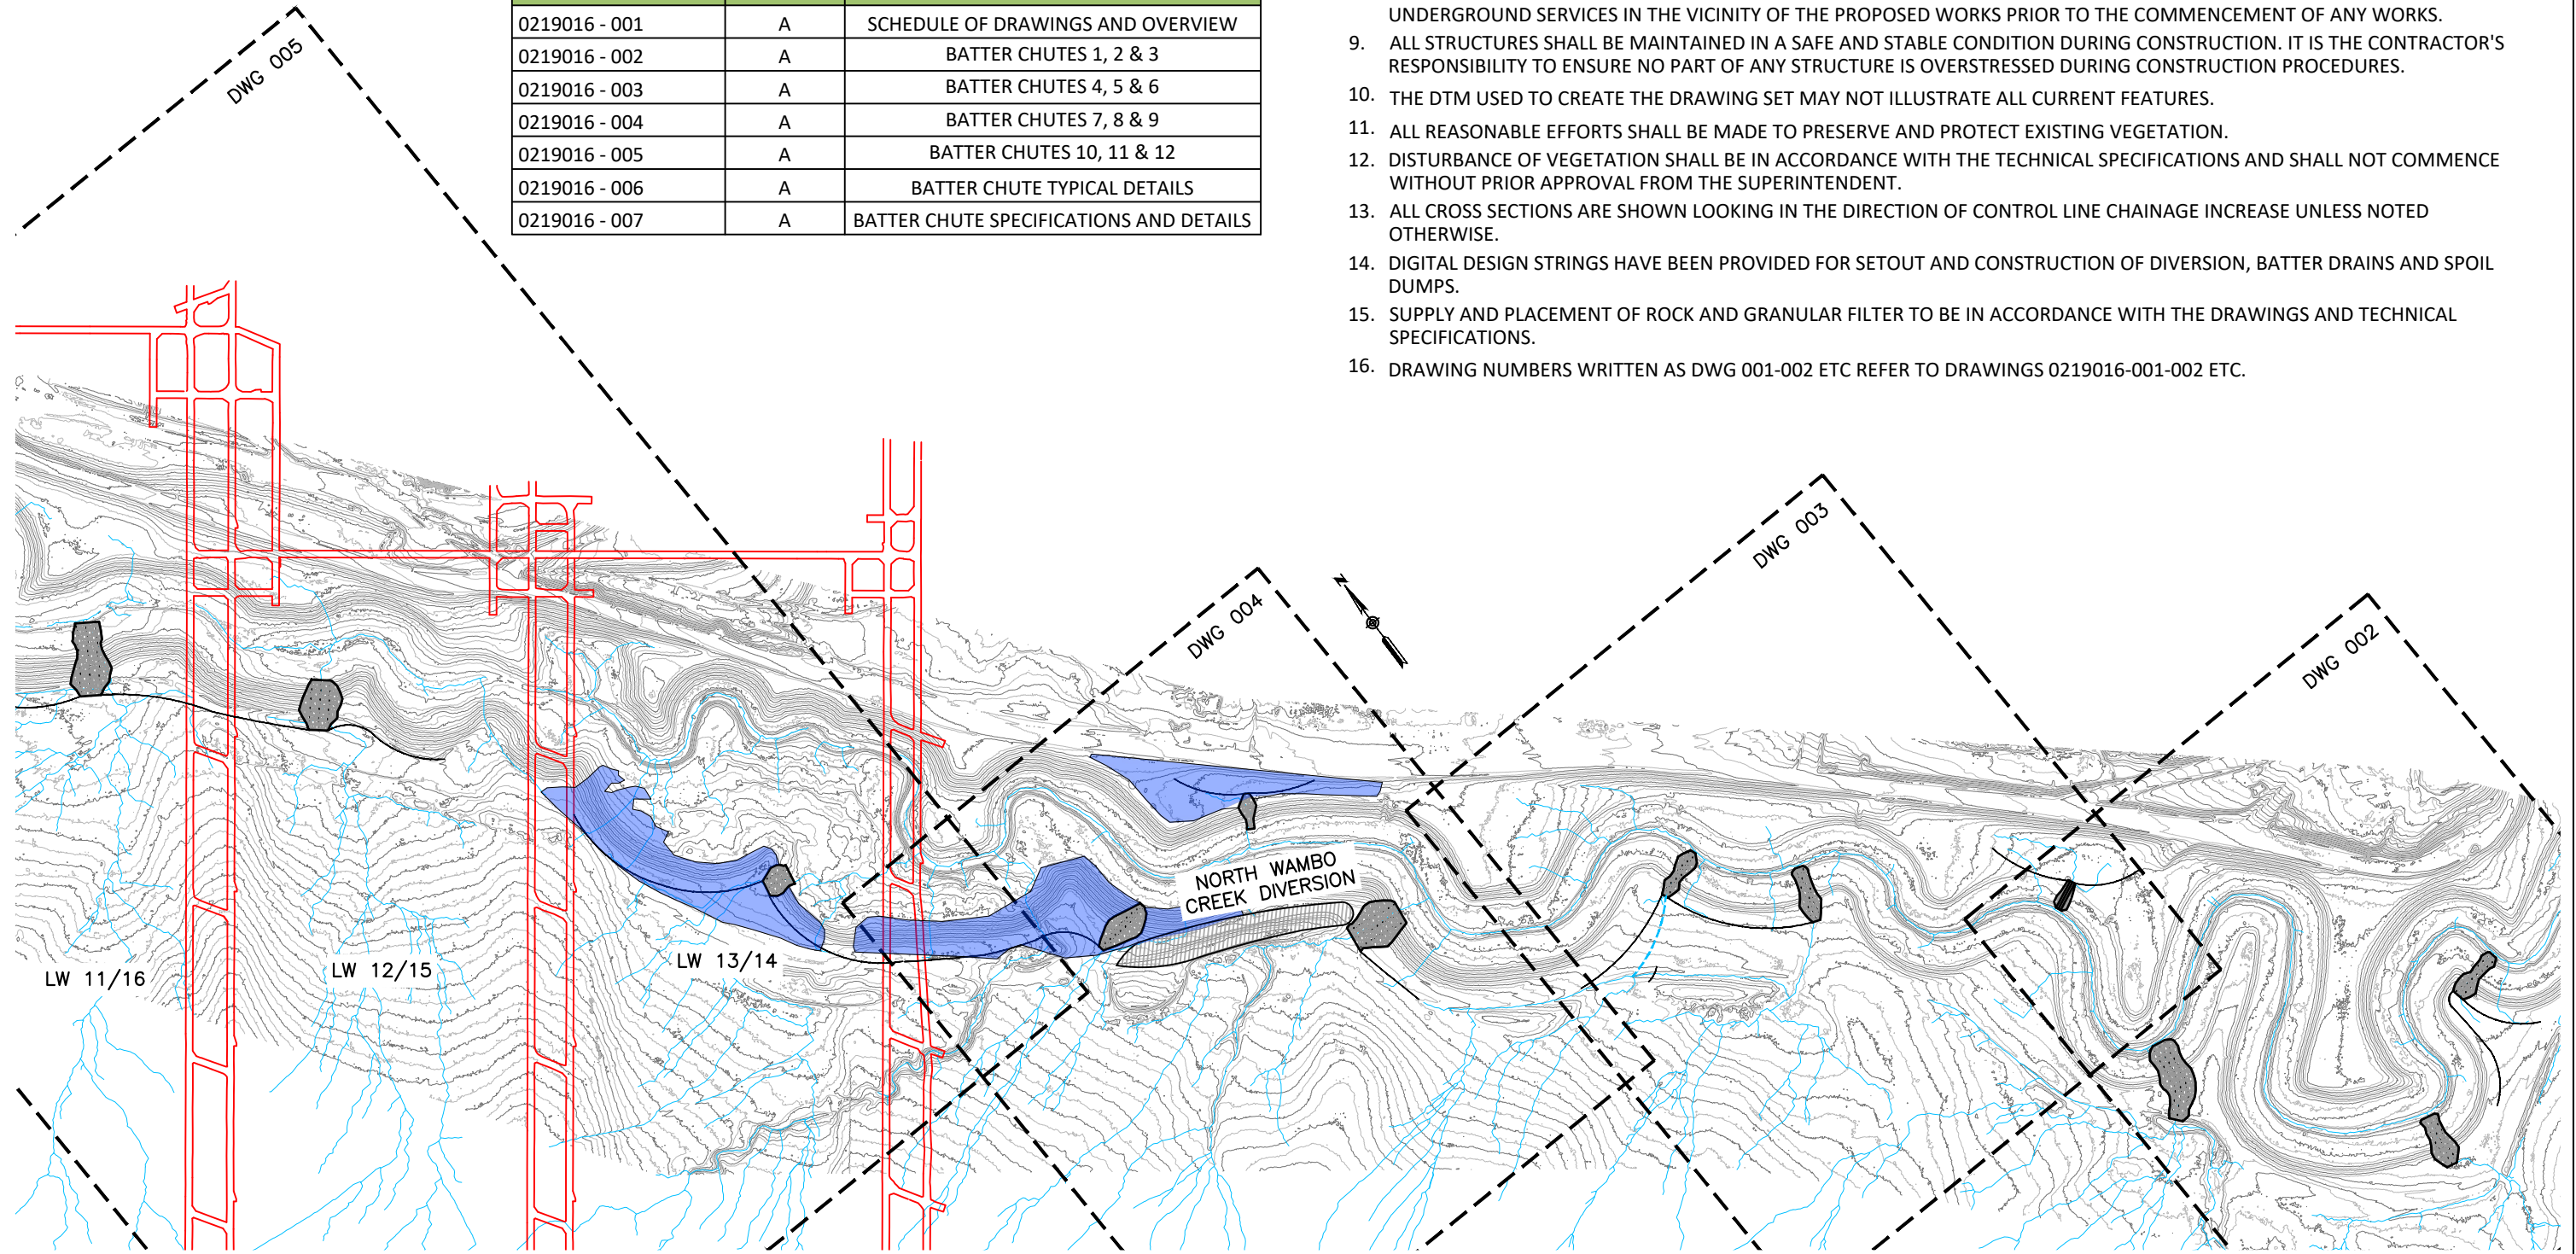 0219016 - 001 A SCHEDULE OF DRAWINGS AND OVERVIEW
0219016 - 002 A BATTER CHUTES 1, 2 & 3
0219016 - 003 A BATTER CHUTES 4, 5 & 6
0219016 - 004 A BATTER CHUTES 7, 8 & 9
0219016 - 005 A BATTER CHUTES 10, 11 & 12
0219016 - 006 A BATTER CHUTE TYPICAL DETAILS
0219016 - 007 A BATTER CHUTE SPECIFICATIONS AND DETAILS
UNDERGROUND SERVICES IN THE VICINITY OF THE PROPOSED WORKS PRIOR TO THE COMMENCEMENT OF ANY WORKS.
9. ALL STRUCTURES SHALL BE MAINTAINED IN A SAFE AND STABLE CONDITION DURING CONSTRUCTION. IT IS THE CONTRACTOR'S
RESPONSIBILITY TO ENSURE NO PART OF ANY STRUCTURE IS OVERSTRESSED DURING CONSTRUCTION PROCEDURES.
10. THE DTM USED TO CREATE THE DRAWING SET MAY NOT ILLUSTRATE ALL CURRENT FEATURES.
11. ALL REASONABLE EFFORTS SHALL BE MADE TO PRESERVE AND PROTECT EXISTING VEGETATION.
12. DISTURBANCE OF VEGETATION SHALL BE IN ACCORDANCE WITH THE TECHNICAL SPECIFICATIONS AND SHALL NOT COMMENCE
WITHOUT PRIOR APPROVAL FROM THE SUPERINTENDENT.
13. ALL CROSS SECTIONS ARE SHOWN LOOKING IN THE DIRECTION OF CONTROL LINE CHAINAGE INCREASE UNLESS NOTED
OTHERWISE.
14. DIGITAL DESIGN STRINGS HAVE BEEN PROVIDED FOR SETOUT AND CONSTRUCTION OF DIVERSION, BATTER DRAINS AND SPOIL
DUMPS.
15. SUPPLY AND PLACEMENT OF ROCK AND GRANULAR FILTER TO BE IN ACCORDANCE WITH THE DRAWINGS AND TECHNICAL
SPECIFICATIONS.
16. DRAWING NUMBERS WRITTEN AS DWG 001-002 ETC REFER TO DRAWINGS 0219016-001-002 ETC.
DWG 005
DWG 004
N
DWG 003
DWG 002
NORTH WAMBO
CREEK DIVERSION
LW 11/16
LW 12/15
LW 13/14